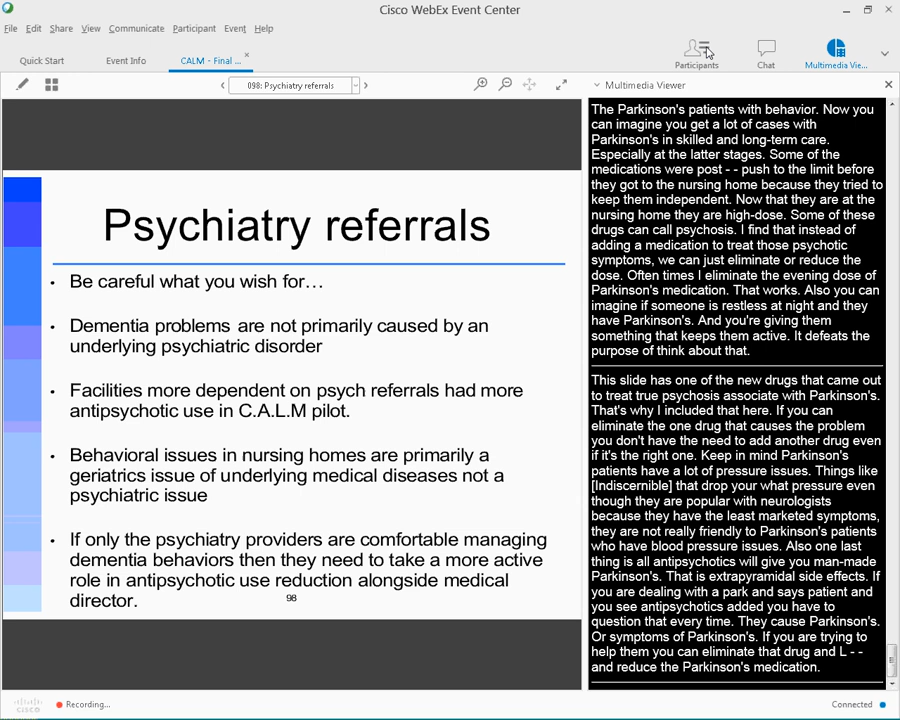 Cisco WebEx Event Center
File Edit Share View Communicate Participant Event Help
Quick Start Event Info CALM - Final ...
Participants Chat Multimedia Vie...
098: Psychiatry referrals
Multimedia Viewer
Psychiatry referrals
• Be careful what you wish for…
• Dementia problems are not primarily caused by an
underlying psychiatric disorder
• Facilities more dependent on psych referrals had more
antipsychotic use in C.A.L.M pilot.
• Behavioral issues in nursing homes are primarily a
geriatrics issue of underlying medical diseases not a
psychiatric issue
• If only the psychiatry providers are comfortable managing
dementia behaviors then they need to take a more active
role in antipsychotic use reduction alongside medical
director.
98
The Parkinson's patients with behavior. Now you
can imagine you get a lot of cases with
Parkinson's in skilled and long-term care.
Especially at the latter stages. Some of the
medications were post - - push to the limit before
they got to the nursing home because they tried to
keep them independent. Now that they are at the
nursing home they are high-dose. Some of these
drugs can call psychosis. I find that instead of
adding a medication to treat those psychotic
symptoms, we can just eliminate or reduce the
dose. Often times I eliminate the evening dose of
Parkinson's medication. That works. Also you can
imagine if someone is restless at night and they
have Parkinson's. And you're giving them
something that keeps them active. It defeats the
purpose of think about that.
This slide has one of the new drugs that came out
to treat true psychosis associate with Parkinson's.
That's why I included that here. If you can
eliminate the one drug that causes the problem
you don't have the need to add another drug even
if it's the right one. Keep in mind Parkinson's
patients have a lot of pressure issues. Things like
[Indiscernible] that drop your what pressure even
though they are popular with neurologists
because they have the least marketed symptoms,
they are not really friendly to Parkinson's patients
who have blood pressure issues. Also one last
thing is all antipsychotics will give you man-made
Parkinson's. That is extrapyramidal side effects. If
you are dealing with a park and says patient and
you see antipsychotics added you have to
question that every time. They cause Parkinson's.
Or symptoms of Parkinson's. If you are trying to
help them you can eliminate that drug and L - -
and reduce the Parkinson's medication.
cisco Recording... Connected